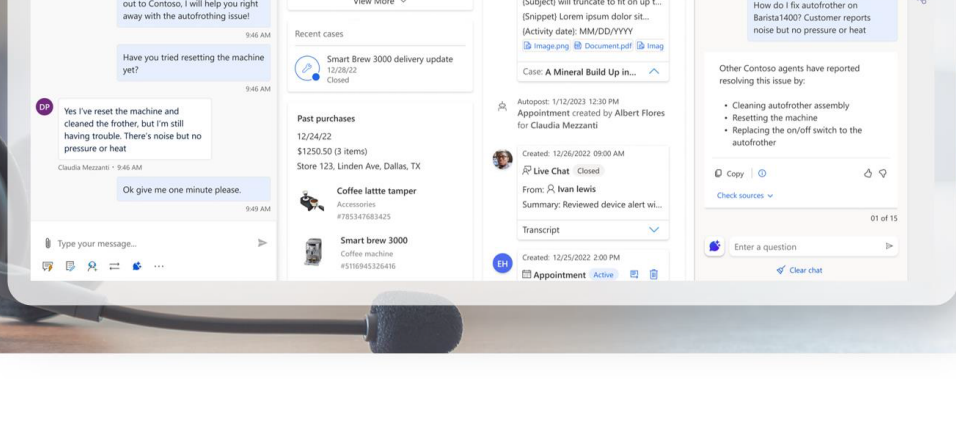 out to Contoso, I will help you right
away with the autofrothing issue!
9:46 AM
Have you tried resetting the machine
yet?
9:46 AM
DP
Yes I've reset the machine and
cleaned the frother, but I'm still
having trouble. There's noise but no
pressure or heat
Claudia Mezzanti • 9:46 AM
Ok give me one minute please.
9:49 AM
Type your message...
View More
Recent cases
Smart Brew 3000 delivery update
12/28/22
Closed
Past purchases
12/24/22
$1250.50 (3 items)
Store 123, Linden Ave, Dallas, TX
Coffee lattte tamper
Accessories
#785347683425
Smart brew 3000
Coffee machine
#5116945326416
{Subject} will truncate to fit on up t...
{Snippet} Lorem ipsum dolor sit...
{Activity date): MM/DD/YYYY
Image.png Document.pdf Imag
Case: A Mineral Build Up in...
Autopost: 1/12/2023 12:30 PM
Appointment created by Albert Flores
for Claudia Mezzanti
Created: 12/26/2022 09:00 AM
Live Chat Closed
From: Ivan lewis
Summary: Reviewed device alert wi...
Transcript
EH
Created: 12/25/2022 2:00 PM
Appointment Active
How do I fix autofrother on
Barista1400? Customer reports
noise but no pressure or heat
Other Contoso agents have reported
resolving this issue by:
• Cleaning autofrother assembly
• Resetting the machine
• Replacing the on/off switch to the
autofrother
Copy
Check sources
01 of 15
Enter a question
Clear chat